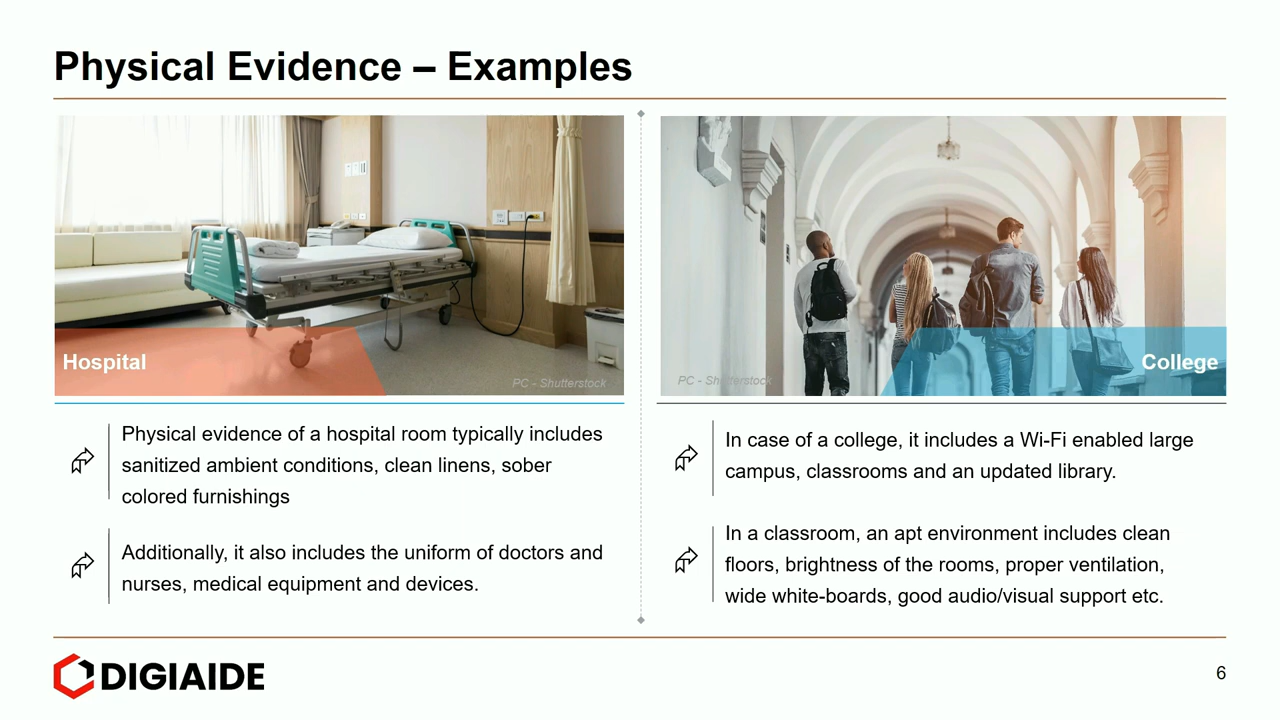 Physical Evidence – Examples
Hospital
PC - Shutterstock
Physical evidence of a hospital room typically includes
sanitized ambient conditions, clean linens, sober
colored furnishings
Additionally, it also includes the uniform of doctors and
nurses, medical equipment and devices.
College
PC - Shutterstock
In case of a college, it includes a Wi-Fi enabled large
campus, classrooms and an updated library.
In a classroom, an apt environment includes clean
floors, brightness of the rooms, proper ventilation,
wide white-boards, good audio/visual support etc.
DIGIAIDE
6